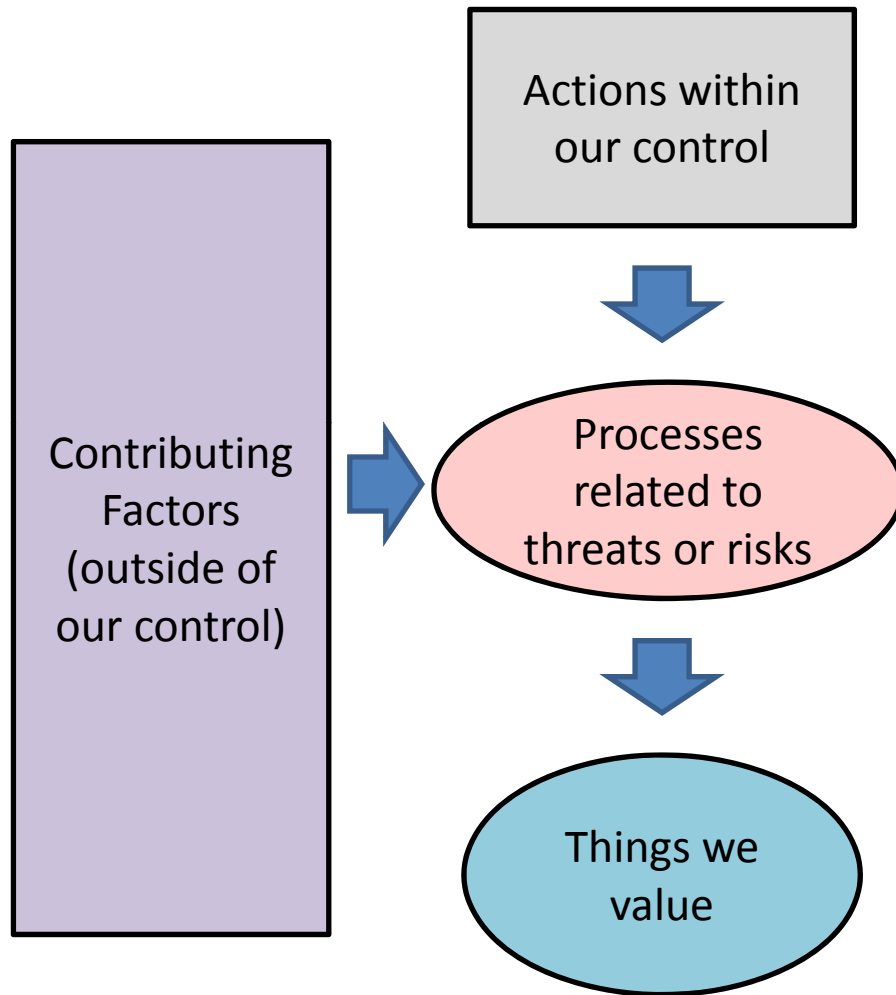 Actions within
our control
Contributing
Factors
(outside of
our control)
Processes
related to
threats or risks
Things we
value